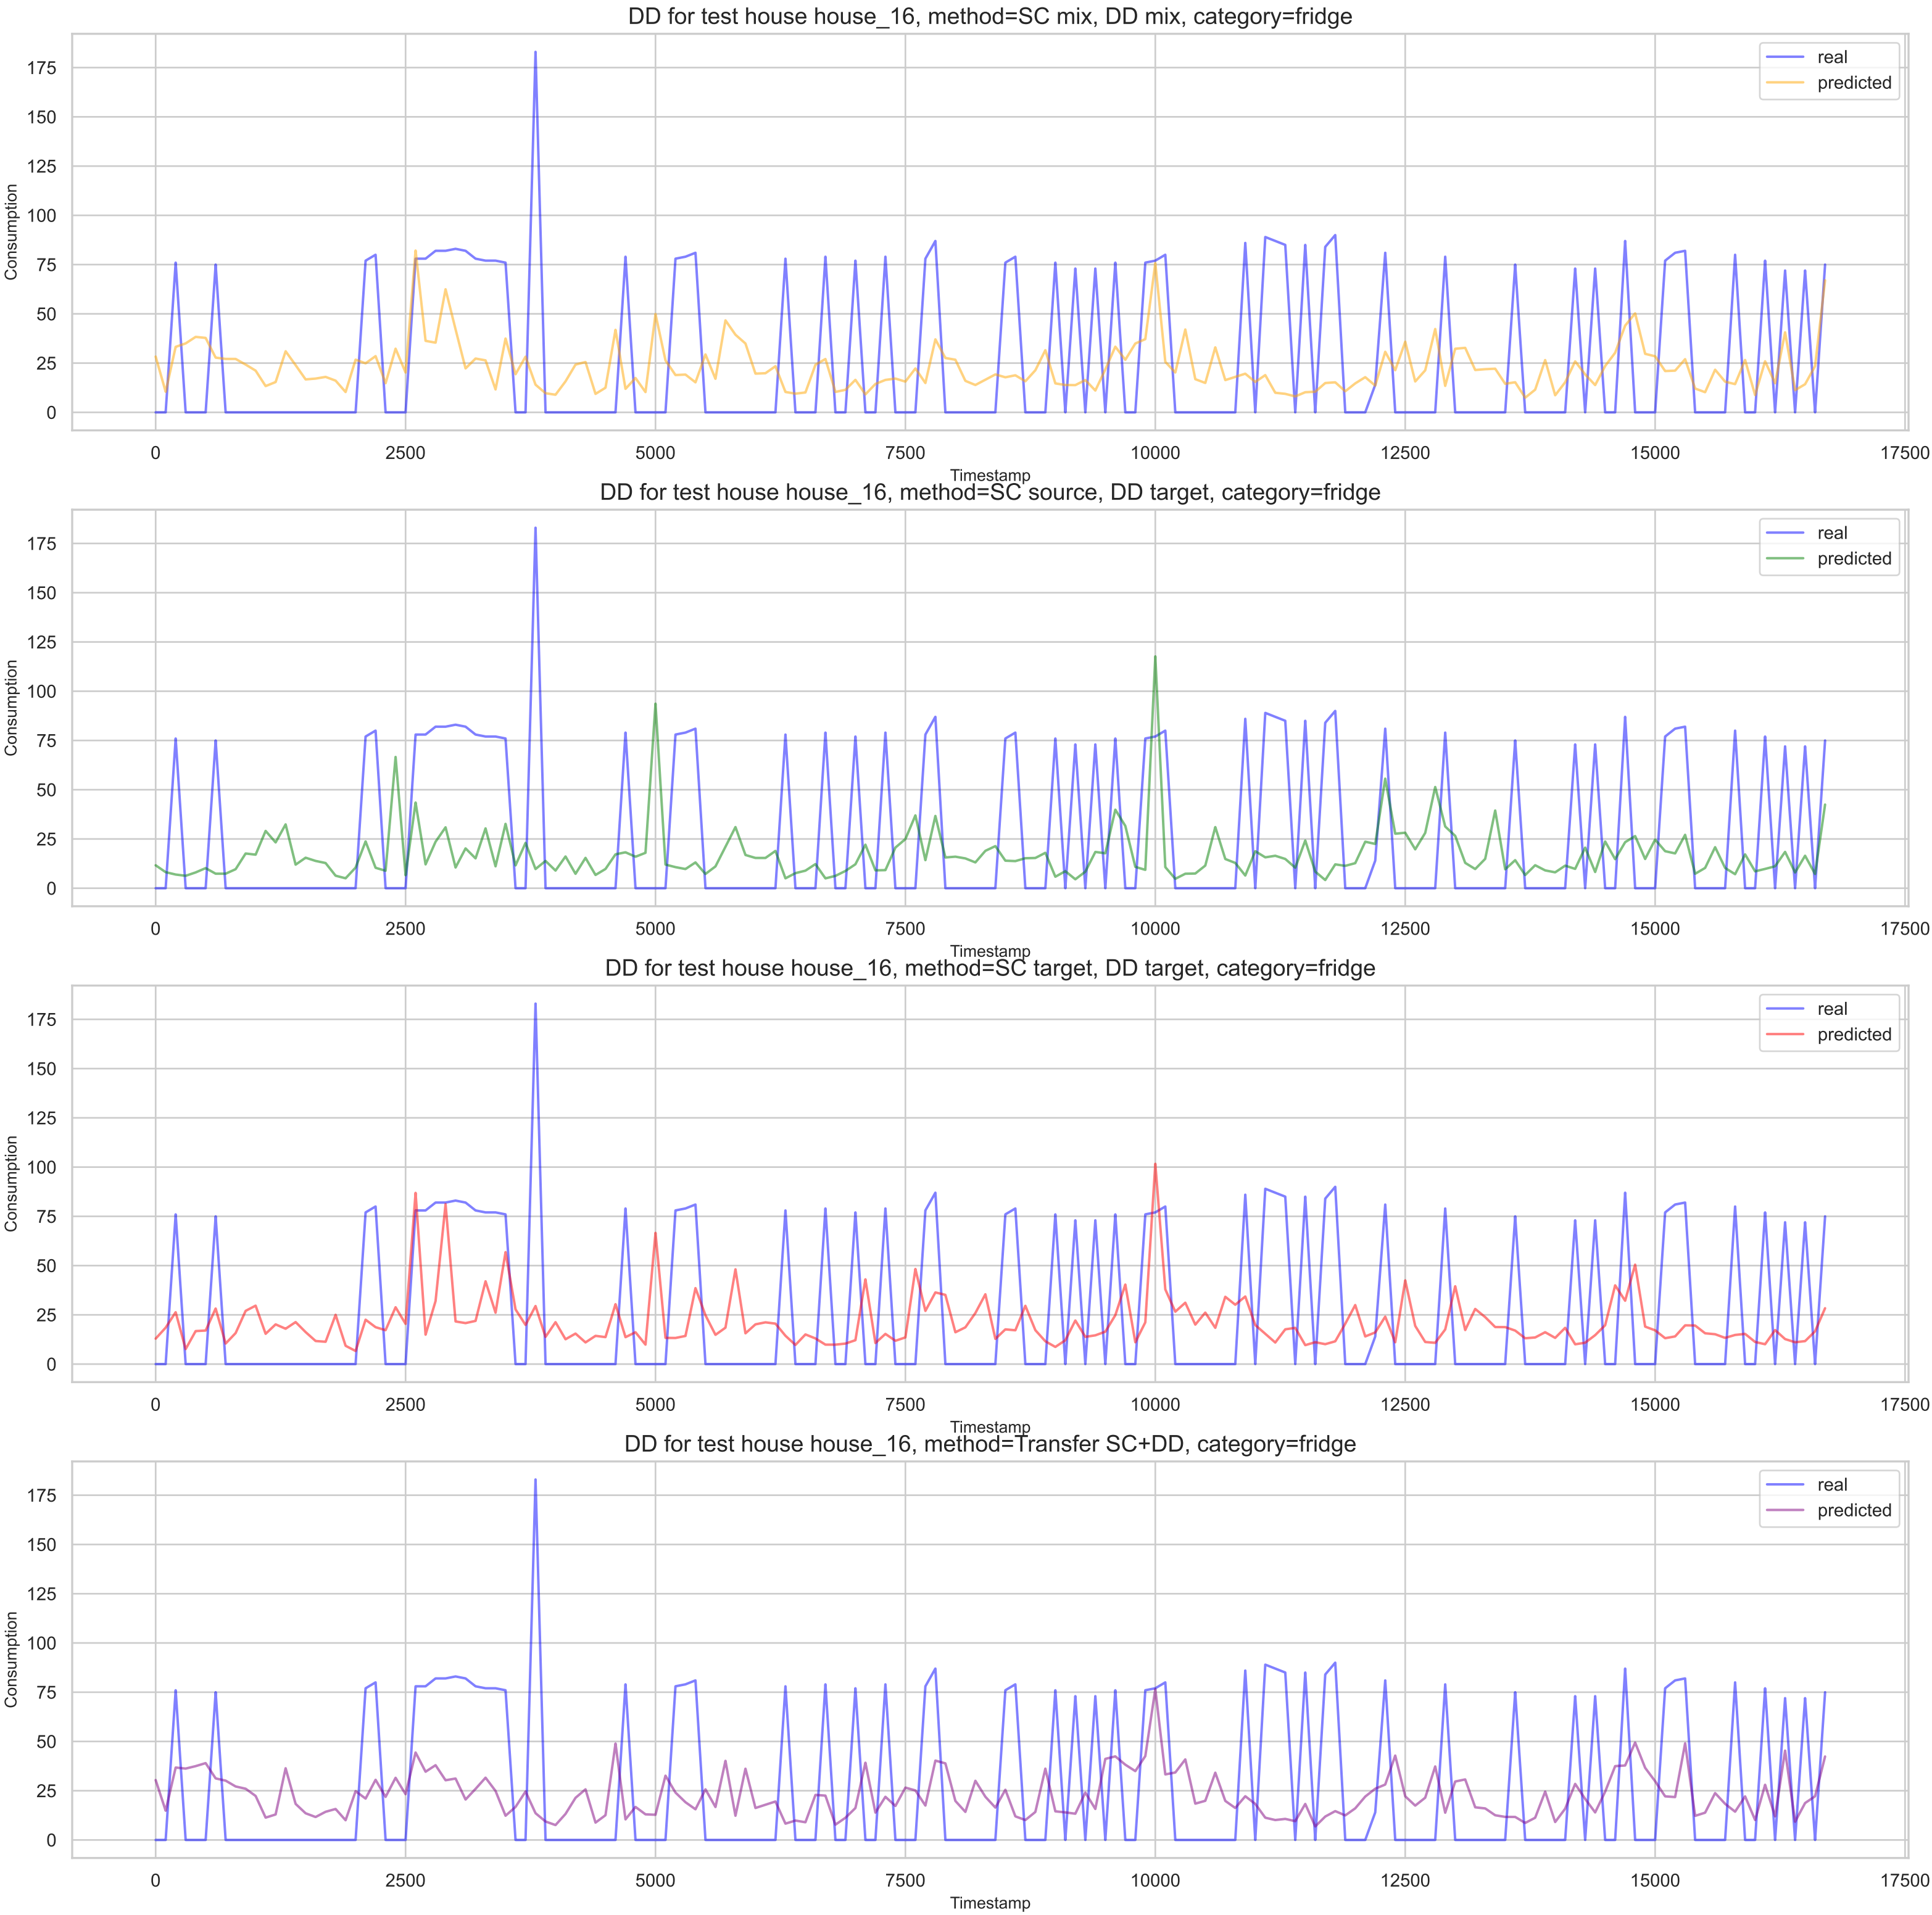 DD for test house house_16, method=SC mix, DD mix, category=fridge
175
150
125
100
75
50
25
0
Consumption
real
predicted
0 2500 5000 7500 10000 12500 15000 17500
Timestamp
DD for test house house_16, method=SC source, DD target, category=fridge
175
150
125
100
75
50
25
0
Consumption
real
predicted
0 2500 5000 7500 10000 12500 15000 17500
Timestamp
DD for test house house_16, method=SC target, DD target, category=fridge
175
150
125
100
75
50
25
0
Consumption
real
predicted
0 2500 5000 7500 10000 12500 15000 17500
Timestamp
DD for test house house_16, method=Transfer SC+DD, category=fridge
175
150
125
100
75
50
25
0
Consumption
real
predicted
0 2500 5000 7500 10000 12500 15000 17500
Timestamp